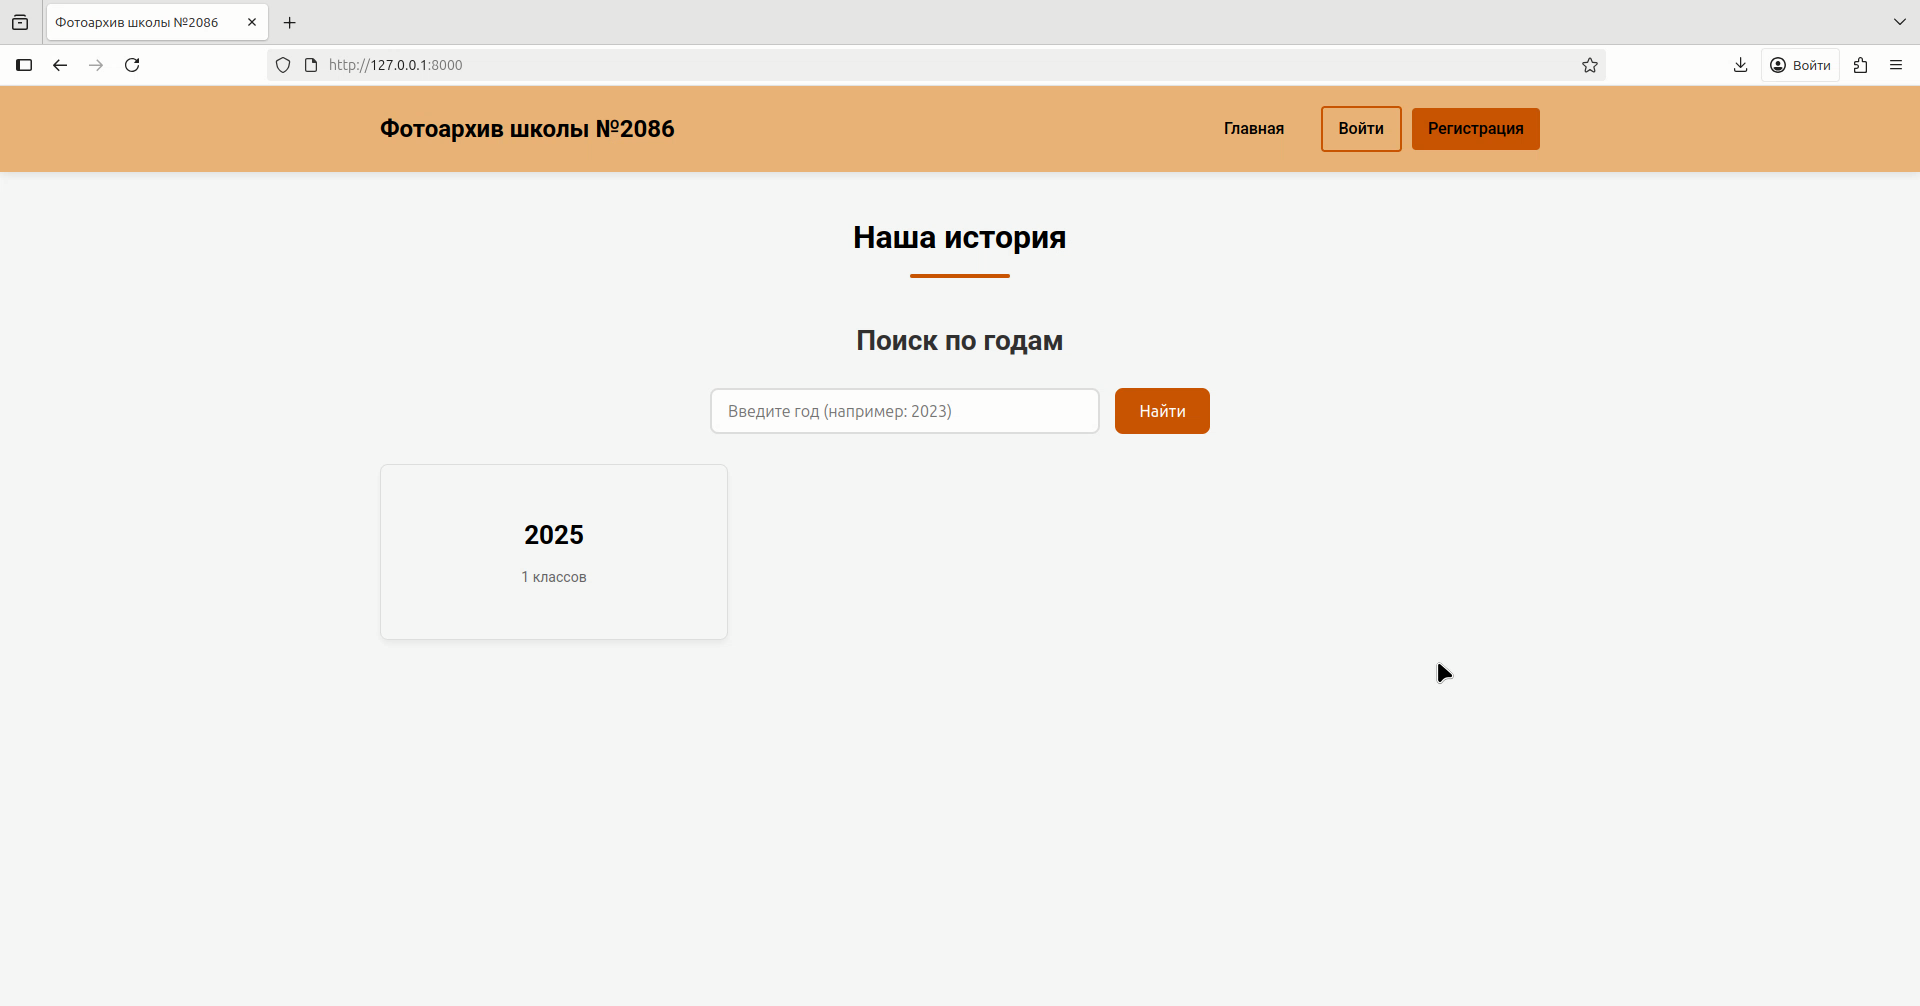 Фотоархив школы №2086
http://127.0.0.1:8000
Войти
Фотоархив школы №2086
Главная
Войти
Регистрация
Наша история
Поиск по годам
Введите год (например: 2023)
Найти
2025
1 классов